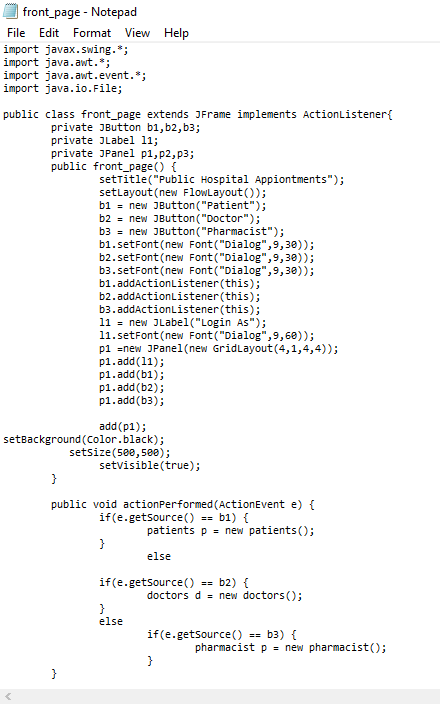 front_page - Notepad
File Edit Format View Help
import javax.swing.*;
import java.awt.*;
import java.awt.event.*;
import java.io.File;
public class front_page extends JFrame implements ActionListener{
private JButton b1,b2,b3;
private JLabel l1;
private JPanel p1,p2,p3;
public front_page() {
setTitle("Public Hospital Appiontments");
setLayout(new FlowLayout());
b1 = new JButton("Patient");
b2 = new JButton("Doctor");
b3 = new JButton("Pharmacist");
b1.setFont(new Font("Dialog",9,30));
b2.setFont(new Font("Dialog",9,30));
b3.setFont(new Font("Dialog",9,30));
b1.addActionListener(this);
b2.addActionListener(this);
b3.addActionListener(this);
l1 = new JLabel("Login As");
l1.setFont(new Font("Dialog",9,60));
p1 =new JPanel(new GridLayout(4,1,4,4));
p1.add(l1);
p1.add(b1);
p1.add(b2);
p1.add(b3);
add(p1);
setBackground(Color.black);
setSize(500,500);
setVisible(true);
}
public void actionPerformed(ActionEvent e) {
if(e.getSource() == b1) {
patients p = new patients();
}
else
if(e.getSource() == b2) {
doctors d = new doctors();
}
else
if(e.getSource() == b3) {
pharmacist p = new pharmacist();
}
}